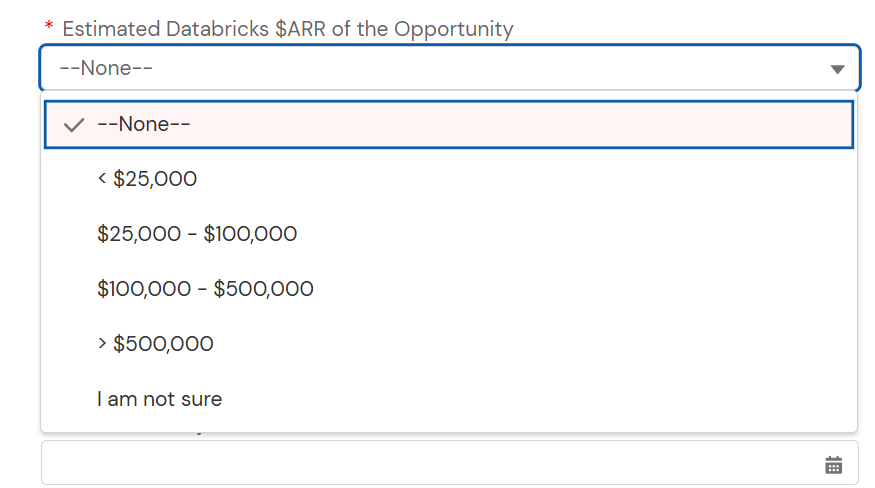 * Estimated Databricks $ARR of the Opportunity
--None--
--None--
< $25,000
$25,000 - $100,000
$100,000 - $500,000
> $500,000
I am not sure